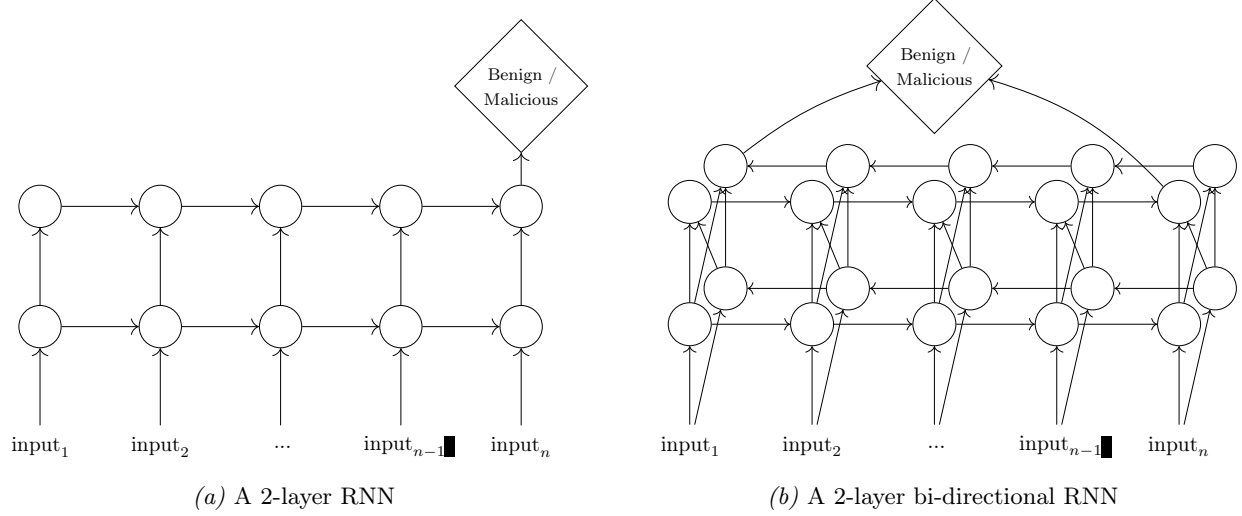 Benign /
Malicious
input₁ input₂ ... inputₙ₋₁ inputₙ
(a) A 2-layer RNN
Benign /
Malicious
input₁ input₂ ... inputₙ₋₁ inputₙ
(b) A 2-layer bi-directional RNN